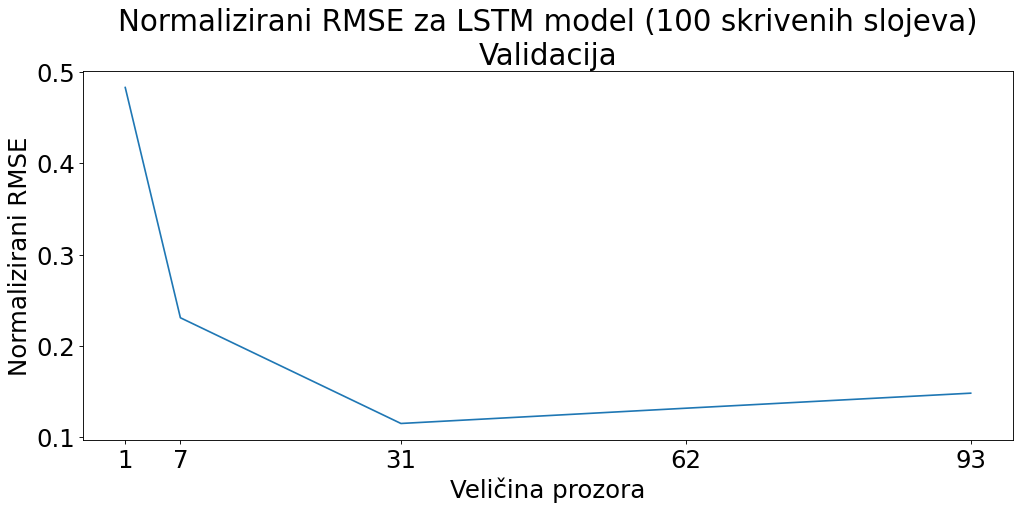 Normalizirani RMSE za LSTM model (100 skrivenih slojeva)
Validacija
Normalizirani RMSE
0.5
0.4
0.3
0.2
0.1
1 7 31 62 93
Veličina prozora